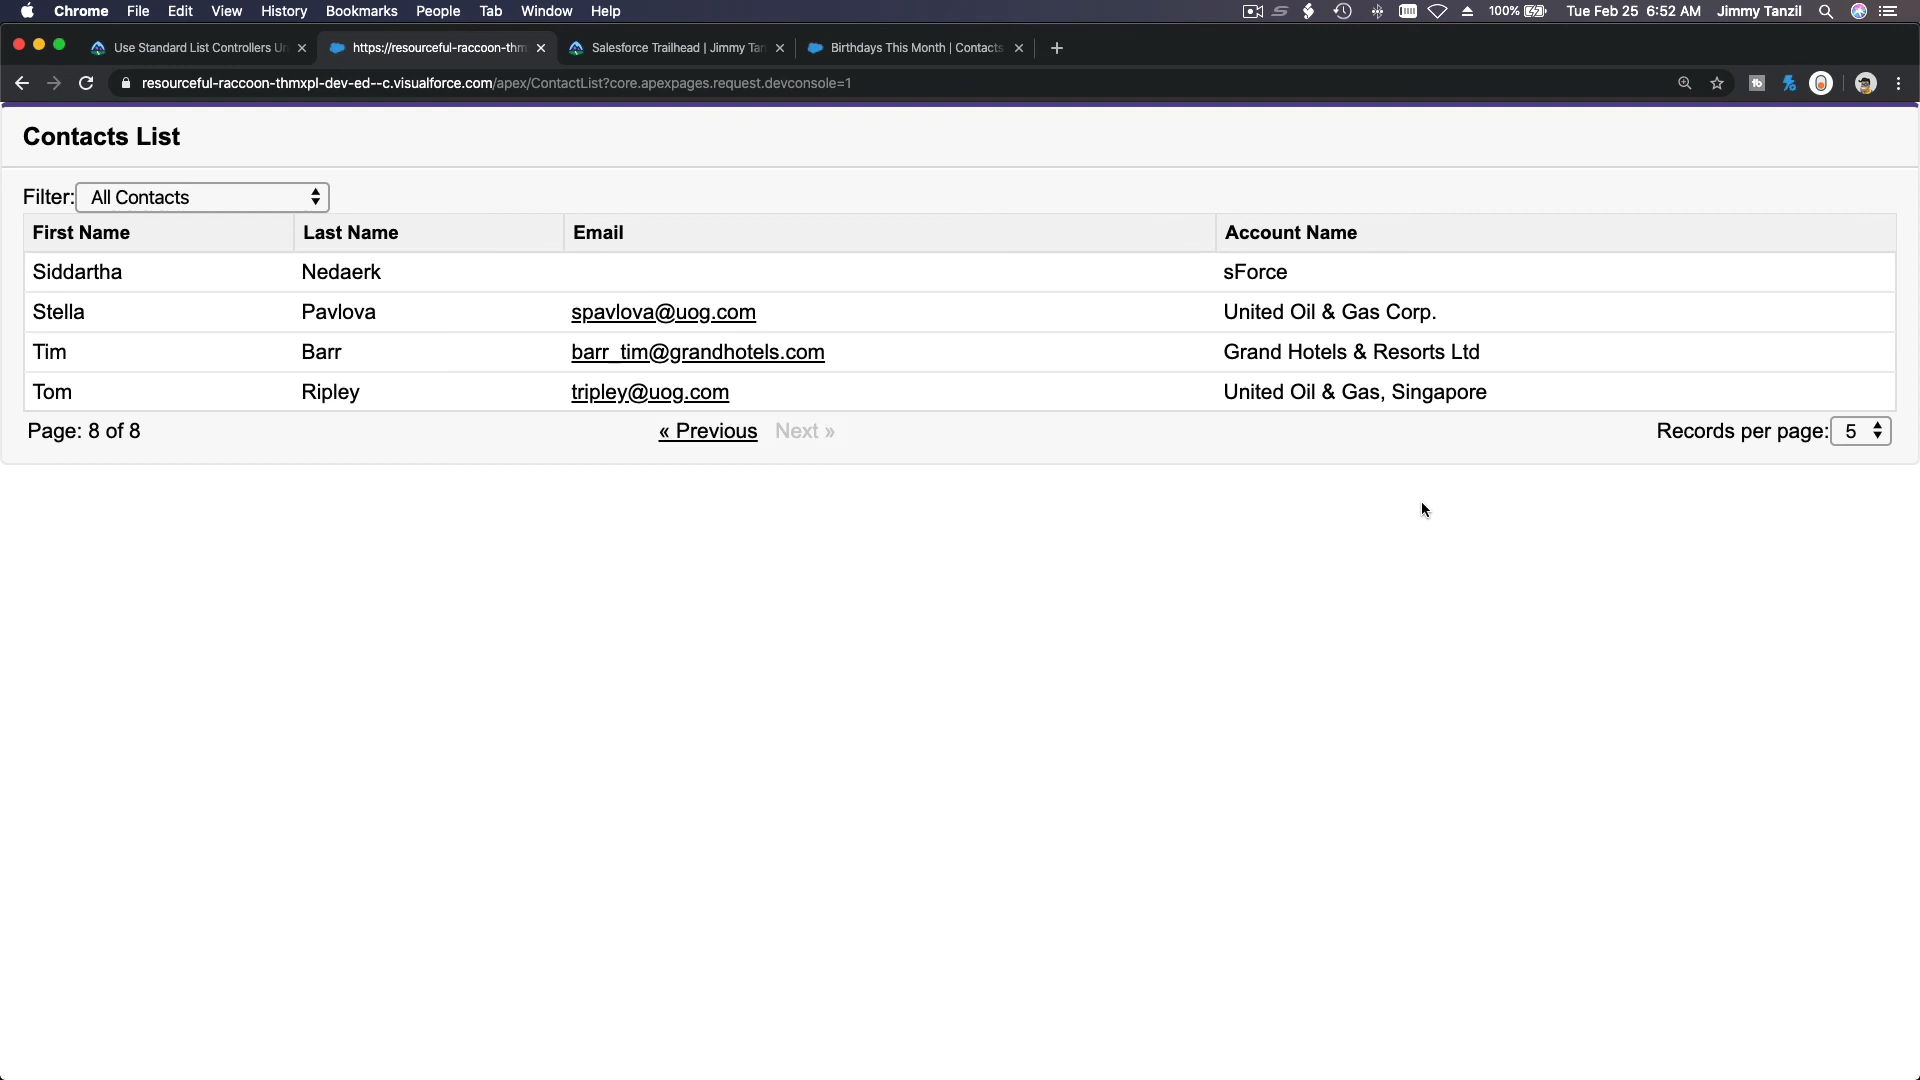 Chrome File Edit View History Bookmarks People Tab Window Help 100% Tue Feb 25 6:52 AM Jimmy Tanzil
Use Standard List Controllers Un https://resourceful-raccoon-thm Salesforce Trailhead | Jimmy Tan Birthdays This Month | Contacts
resourceful-raccoon-thmxpl-dev-ed--c.visualforce.com/apex/ContactList?core.apexpages.request.devconsole=1
Contacts List
Filter: All Contacts
First Name Last Name Email Account Name
Siddartha Nedaerk sForce
Stella Pavlova spavlova@uog.com United Oil & Gas Corp.
Tim Barr barr_tim@grandhotels.com Grand Hotels & Resorts Ltd
Tom Ripley tripley@uog.com United Oil & Gas, Singapore
Page: 8 of 8 « Previous Next » Records per page: 5